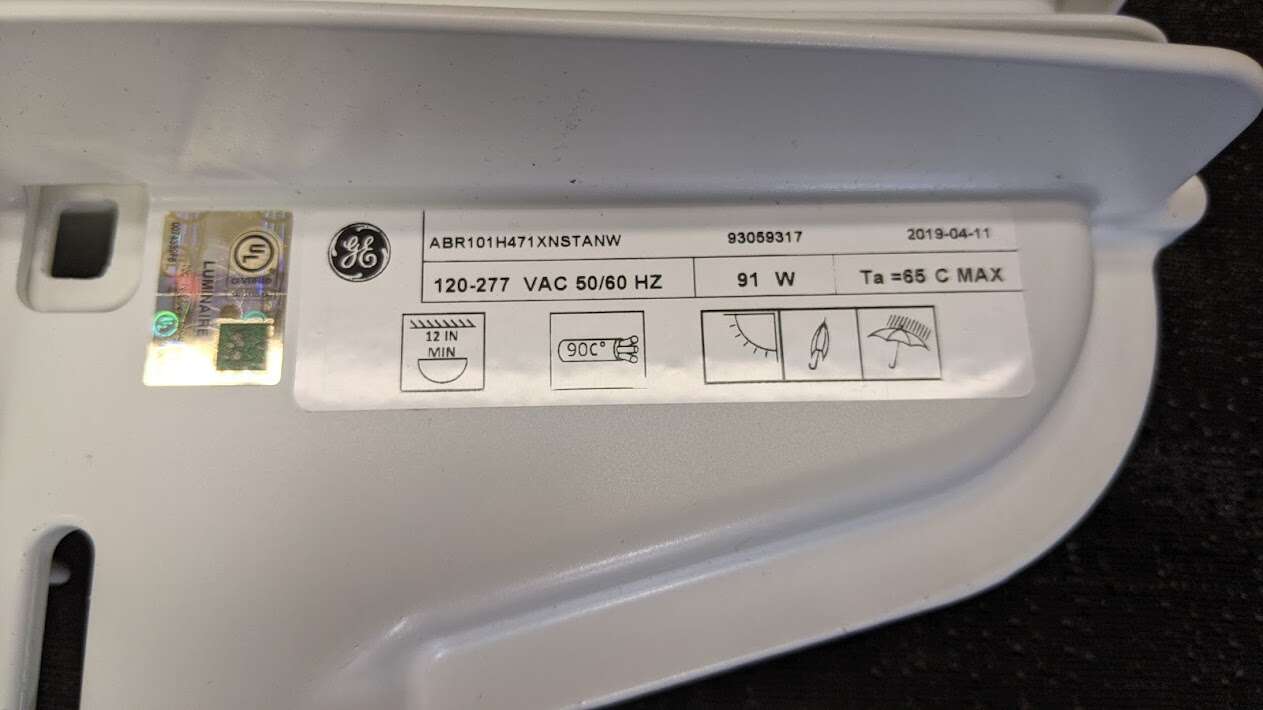 GE
ABR101H471XNSTANW 93059317 2019-04-11
120-277 VAC 50/60 HZ 91 W Ta =65 C MAX
12 IN
MIN
90C°
UL
LUMINAIRE